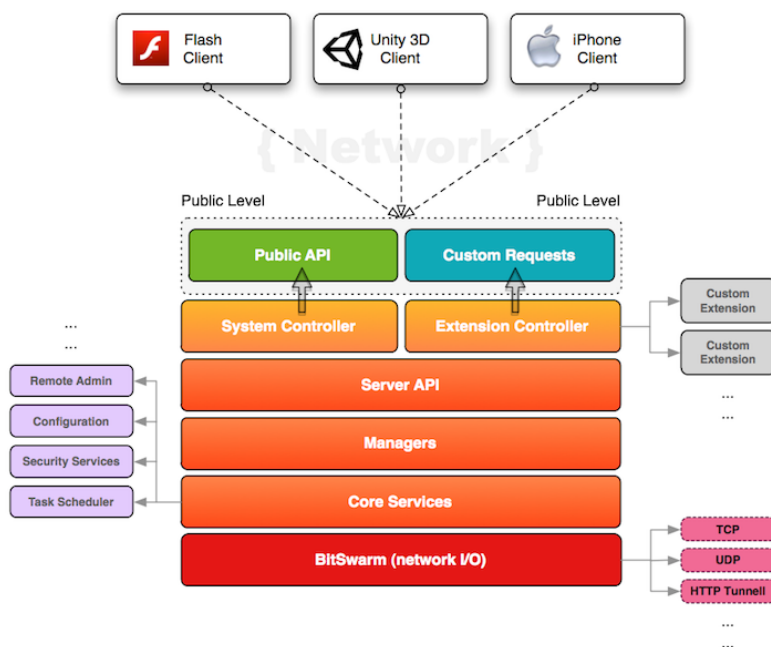 Flash
Client
Unity 3D
Client
iPhone
Client
{ Network }
Public Level
Public Level
Public API
Custom Requests
System Controller
Extension Controller
Custom
Extension
Custom
Extension
...
...
...
...
Server API
Remote Admin
Configuration
Security Services
Task Scheduler
Managers
Core Services
BitSwarm (network I/O)
TCP
UDP
HTTP Tunnell
...
...